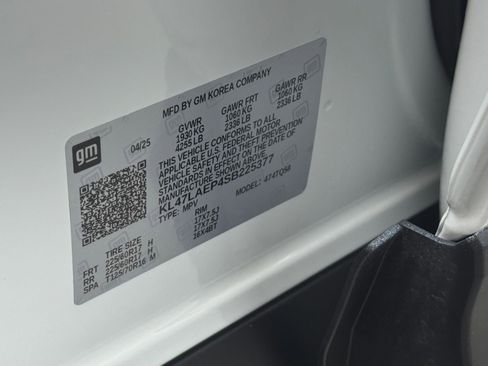 MFD BY GM KOREA COMPANY
gm
04/25
GVWR GAWR FRT GAWR RR
1930 KG 1060 KG 1060 KG
4255 LB 2336 LB 2336 LB
THIS VEHICLE CONFORMS TO ALL
APPLICABLE U.S. FEDERAL MOTOR
VEHICLE SAFETY, BUMPER, AND THEFT
PREVENTION STANDARDS IN EFFECT ON
THE DATE OF MANUFACTURE
SHOWN ABOVE.
KL47LAEP4SB225377
TYPE: MPV MODEL: 4T4TQ58
TIRE SIZE RIM
FRT 225/60R17 H 17X7.5J
RR 225/60R17 H 17X7.5J
SPA T125/70R16 M 16X4BT